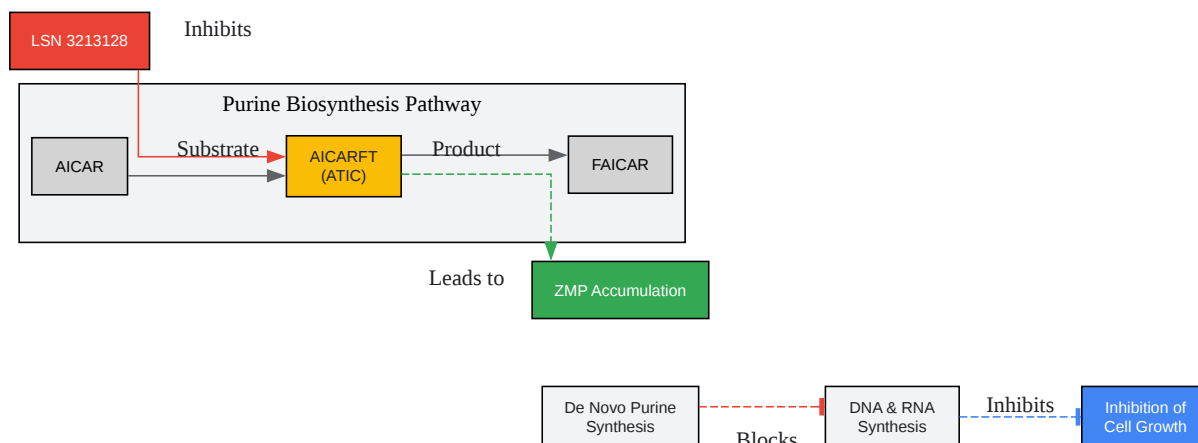 LSN 3213128
Inhibits
Purine Biosynthesis Pathway
AICAR
Substrate
AICARFT
(ATIC)
Product
FAICAR
Leads to
ZMP Accumulation
De Novo Purine
Synthesis
Blocks
DNA & RNA
Synthesis
Inhibits
Inhibition of
Cell Growth